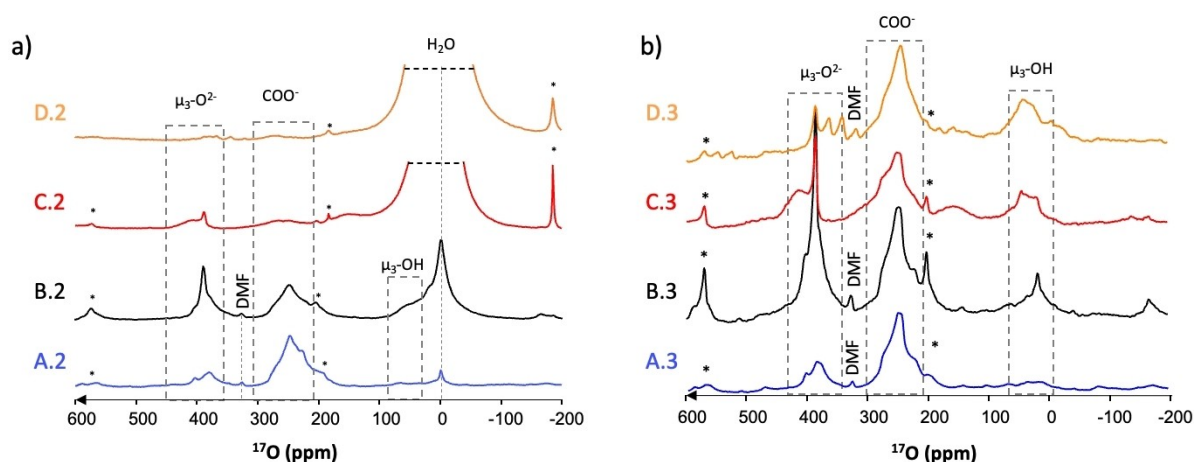 a)
H₂O
μ₃-O²⁻
COO⁻
D.2
*
*
C.2
*
*
*
μ₃-OH
B.2
*
DMF
*
A.2
*
*
600 500 400 300 200 100 0 -100 -200
¹⁷O (ppm)
b)
COO⁻
μ₃-O²⁻
DMF
μ₃-OH
D.3
*
*
C.3
*
*
B.3
*
DMF
*
A.3
*
DMF
*
600 500 400 300 200 100 0 -100 -200
¹⁷O (ppm)